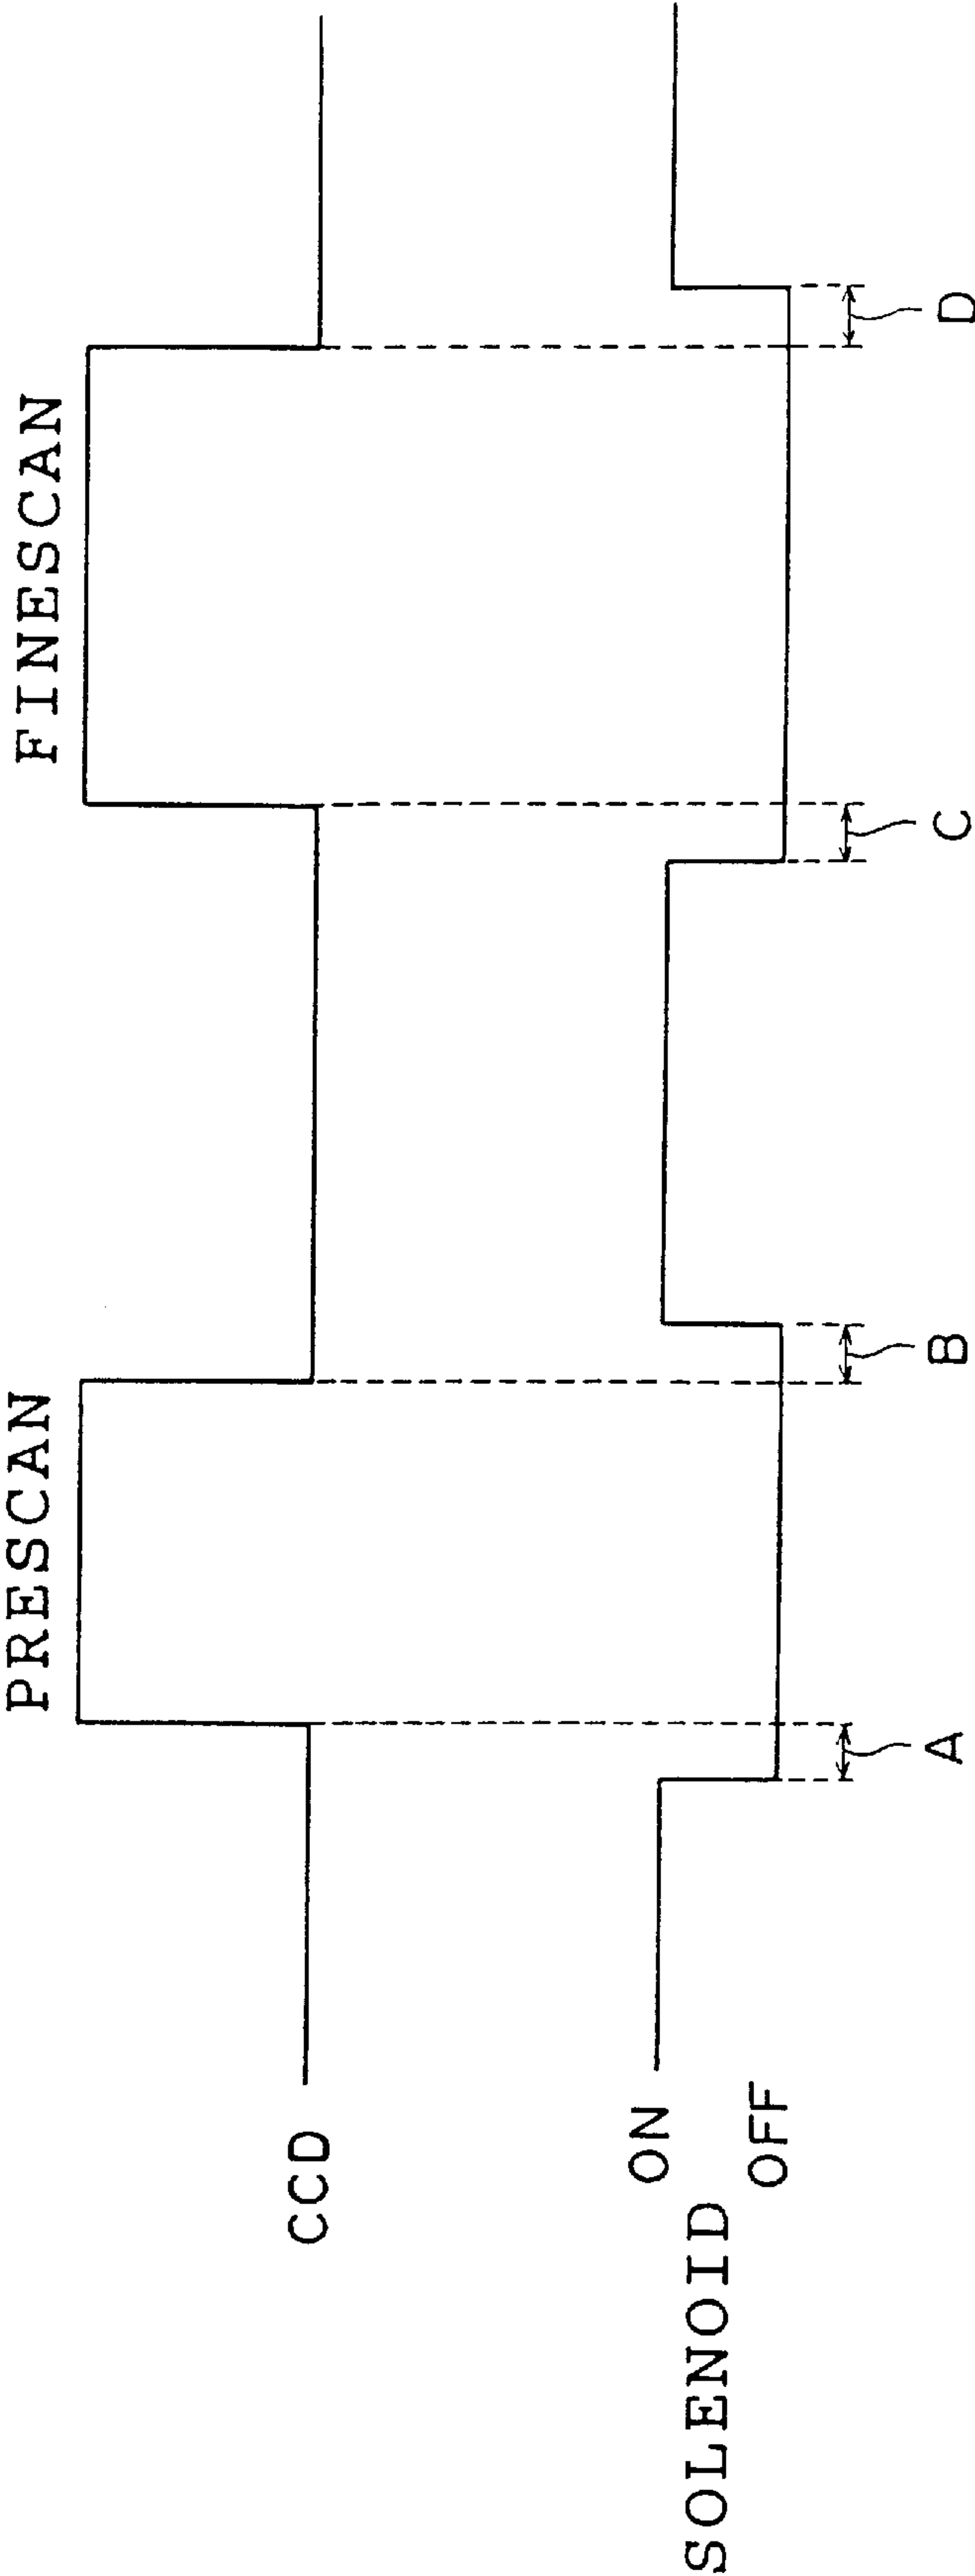 PRESCAN
FINESCAN
CCD
ON
SOLENOID
OFF
A
B
C
D